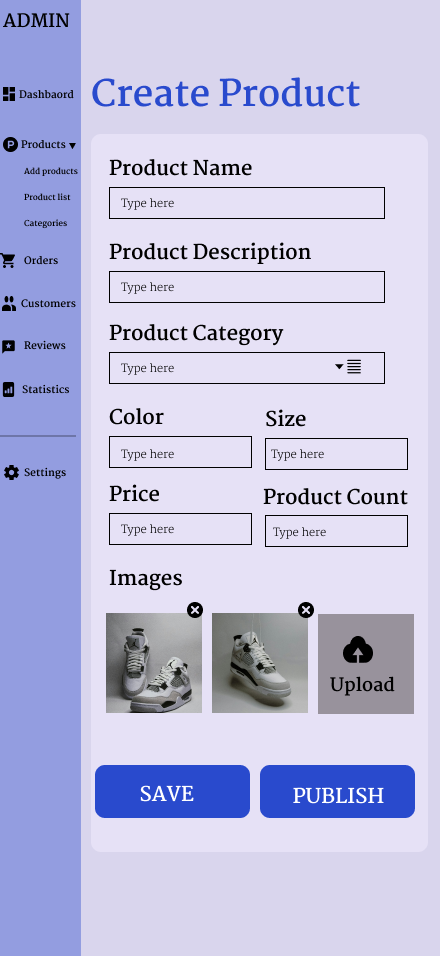 ADMIN
Dashbaord
Products
Add products
Product list
Categories
Orders
Customers
Reviews
Statistics
Settings
Create Product
Product Name
Type here
Product Description
Type here
Product Category
Type here
Color
Size
Type here
Type here
Price
Product Count
Type here
Type here
Images
Upload
SAVE
PUBLISH